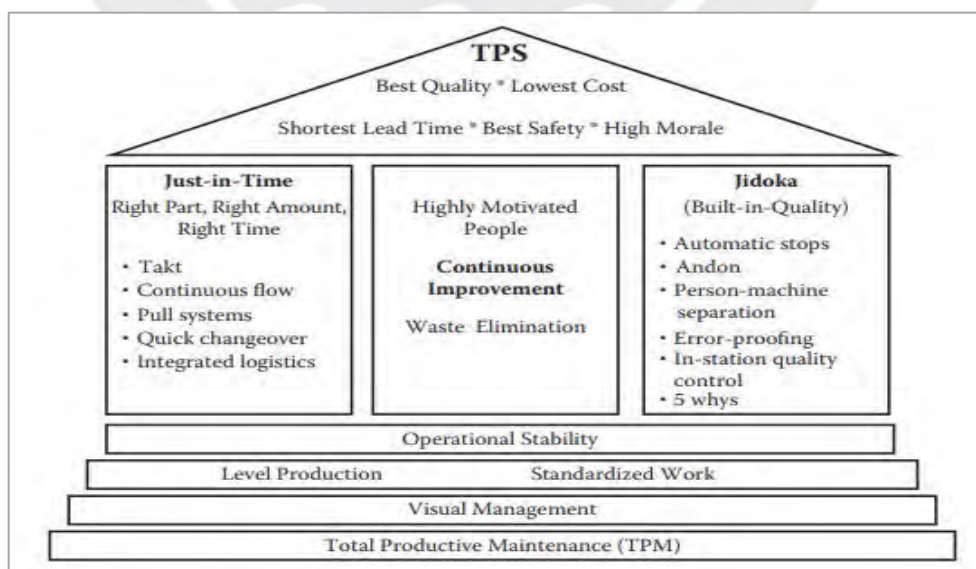 TPS
Best Quality * Lowest Cost
Shortest Lead Time * Best Safety * High Morale
Just-in-Time
Right Part, Right Amount,
Right Time
• Takt
• Continuous flow
• Pull systems
• Quick changeover
• Integrated logistics
Highly Motivated
People
Continuous
Improvement
Waste Elimination
Jidoka
(Built-in-Quality)
• Automatic stops
• Andon
• Person-machine
separation
• Error-proofing
• In-station quality
control
• 5 whys
Operational Stability
Level Production Standardized Work
Visual Management
Total Productive Maintenance (TPM)